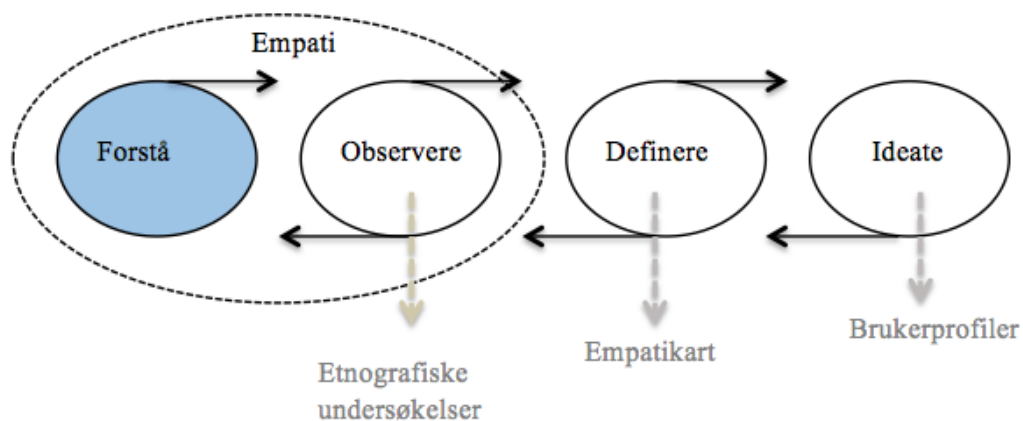 Empati
Forstå
Observere
Definere
Ideate
Etnografiske
undersøkelser
Empatikart
Brukerprofiler